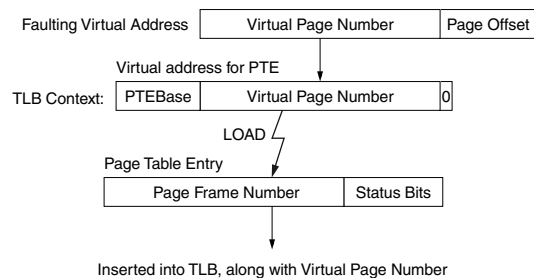 Faulting Virtual Address Virtual Page Number Page Offset
Virtual address for PTE
TLB Context: PTEBase Virtual Page Number 0
LOAD
Page Table Entry
Page Frame Number Status Bits
Inserted into TLB, along with Virtual Page Number